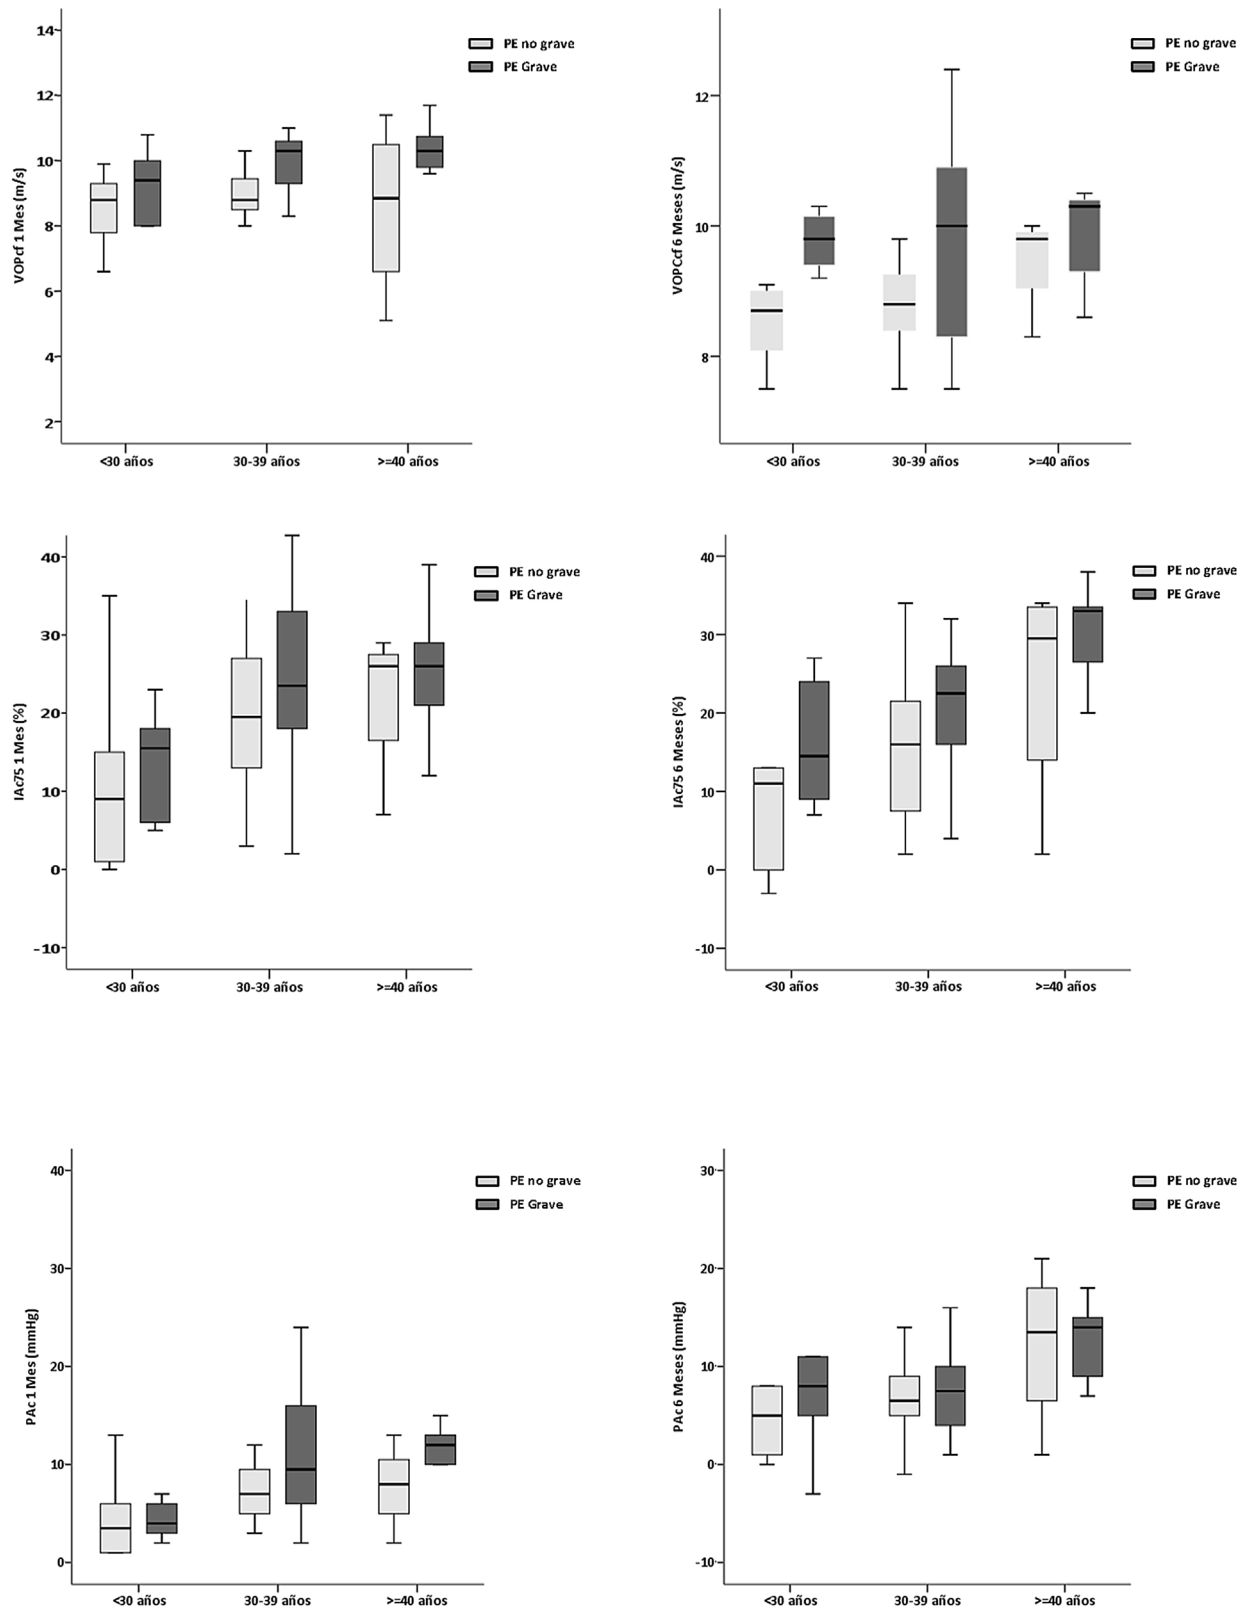 14
12
10
8
6
4
2
VOPcf 1 Mes (m/s)
<30 años
30-39 años
>=40 años
PE no grave
PE Grave
12
10
8
VOPCcf 6 Meses (m/s)
<30 años
30-39 años
>=40 años
PE no grave
PE Grave
40
30
20
10
0
-10
IAc75 1 Mes (%)
<30 años
30-39 años
>=40 años
PE no grave
PE Grave
40
30
20
10
0
-10
IAc75 6 Meses (%)
<30 años
30-39 años
>=40 años
PE no grave
PE Grave
40
30
20
10
0
PAc 1 Mes (mmHg)
<30 años
30-39 años
>=40 años
PE no grave
PE Grave
30
20
10
0
-10
PAc 6 Meses (mmHg)
<30 años
30-39 años
>=40 años
PE no grave
PE Grave